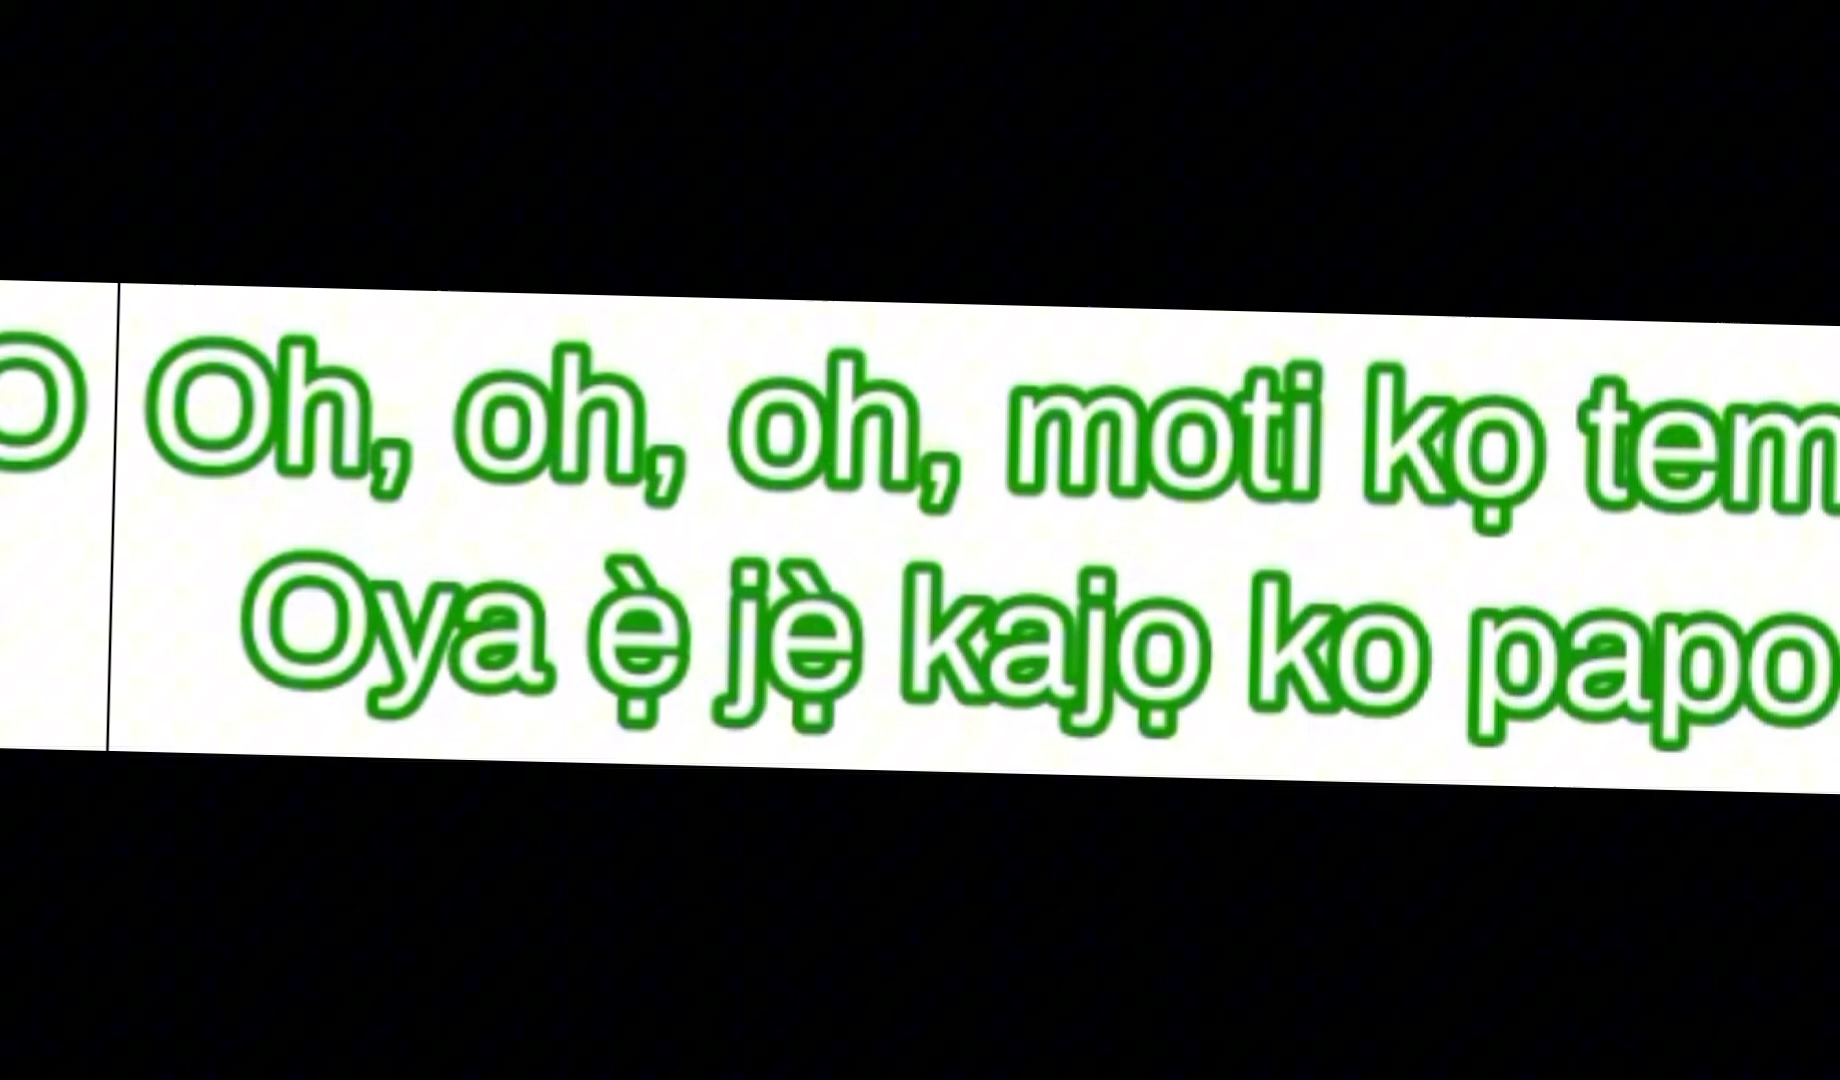 Oh, oh, oh, moti kọ tem
Oya ẹ̀ jẹ̀ kajọ ko papo